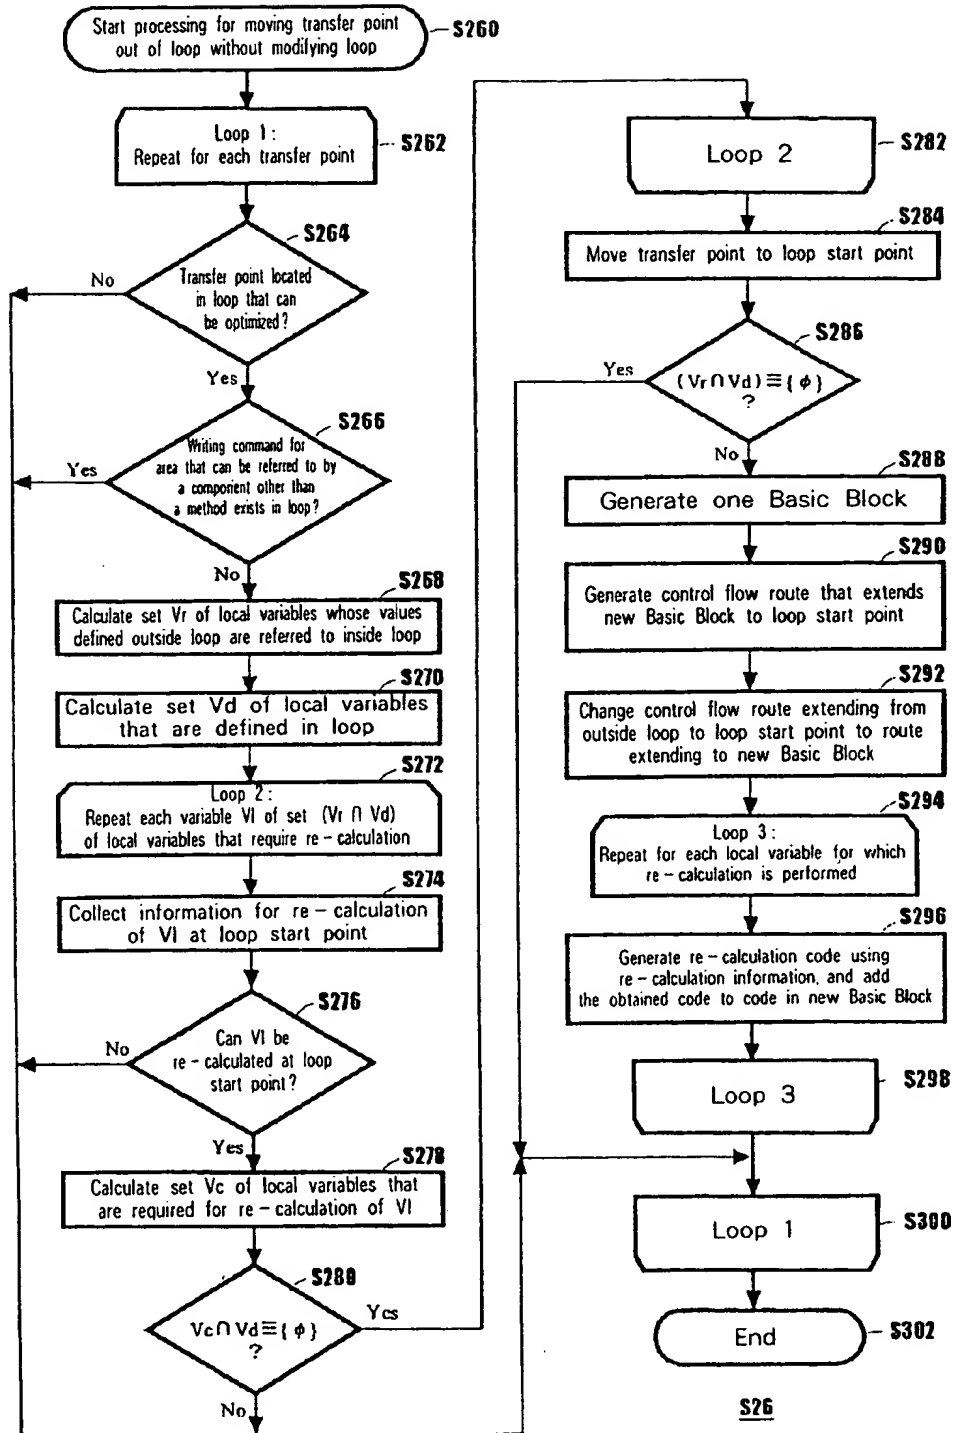 Start processing for moving transfer point
out of loop without modifying loop
S260
Loop 1 :
Repeat for each transfer point
S262
S264
Transfer point located
in loop that can
be optimized?
No
Yes
S266
Writing command for
area that can be referred to by
a component other than
a method exists in loop?
Yes
No
S268
Calculate set Vr of local variables whose values
defined outside loop are referred to inside loop
S270
Calculate set Vd of local variables
that are defined in loop
S272
Loop 2 :
Repeat each variable Vl of set (Vr ∩ Vd)
of local variables that require re-calculation
S274
Collect information for re-calculation
of Vl at loop start point
S276
Can Vl be
re-calculated at loop
start point?
No
Yes
S278
Calculate set Vc of local variables that
are required for re-calculation of Vl
S280
Vc ∩ Vd ≡ { φ }
?
Yes
No
Loop 2
S282
S284
Move transfer point to loop start point
S286
(Vr ∩ Vd) ≡ { φ }
?
Yes
No
S288
Generate one Basic Block
S290
Generate control flow route that extends
new Basic Block to loop start point
S292
Change control flow route extending from
outside loop to loop start point to route
extending to new Basic Block
S294
Loop 3 :
Repeat for each local variable for which
re-calculation is performed
S296
Generate re-calculation code using
re-calculation information, and add
the obtained code to code in new Basic Block
Loop 3
S298
Loop 1
S300
End
S302
S26